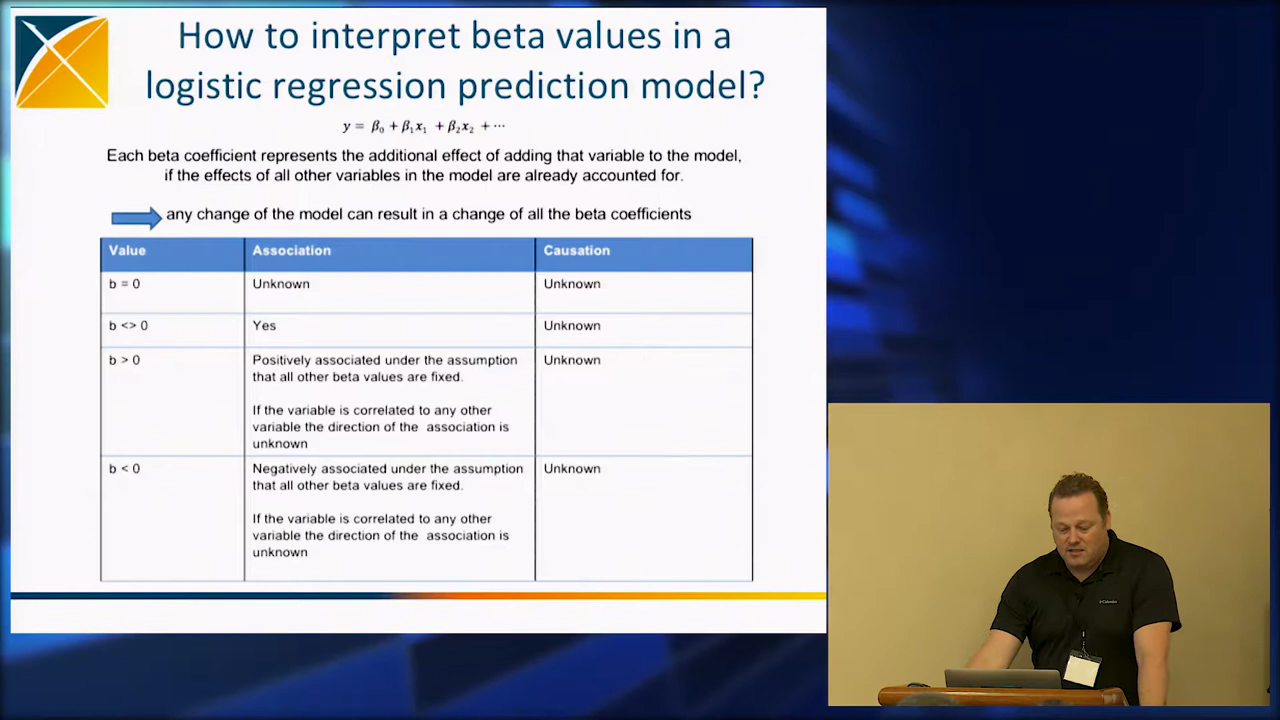 How to interpret beta values in a
logistic regression prediction model?
y = β₀ + β₁x₁ + β₂x₂ + ⋯
Each beta coefficient represents the additional effect of adding that variable to the model,
if the effects of all other variables in the model are already accounted for.
any change of the model can result in a change of all the beta coefficients
Value Association Causation
b = 0 Unknown Unknown
b <> 0 Yes Unknown
b > 0 Positively associated under the assumption Unknown
that all other beta values are fixed.
If the variable is correlated to any other
variable the direction of the association is
unknown
b < 0 Negatively associated under the assumption Unknown
that all other beta values are fixed.
If the variable is correlated to any other
variable the direction of the association is
unknown
Columbia